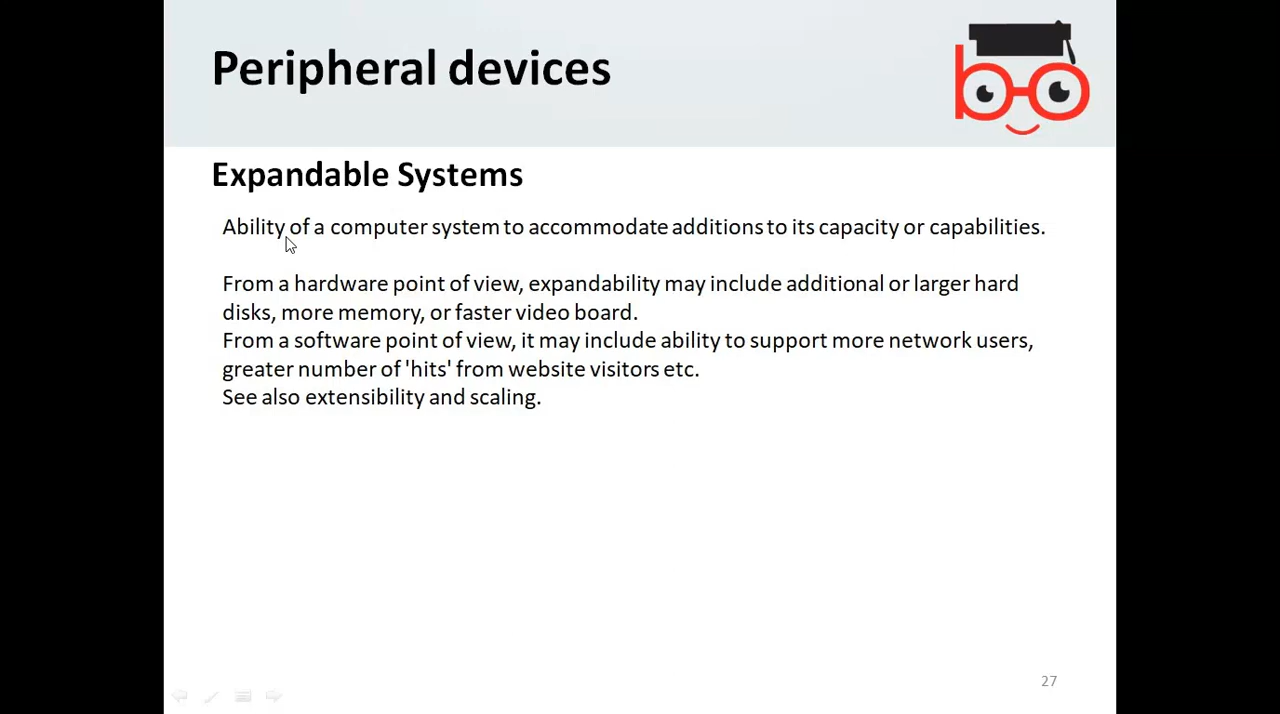 Peripheral devices
Expandable Systems
Ability of a computer system to accommodate additions to its capacity or capabilities.
From a hardware point of view, expandability may include additional or larger hard
disks, more memory, or faster video board.
From a software point of view, it may include ability to support more network users,
greater number of 'hits' from website visitors etc.
See also extensibility and scaling.
27